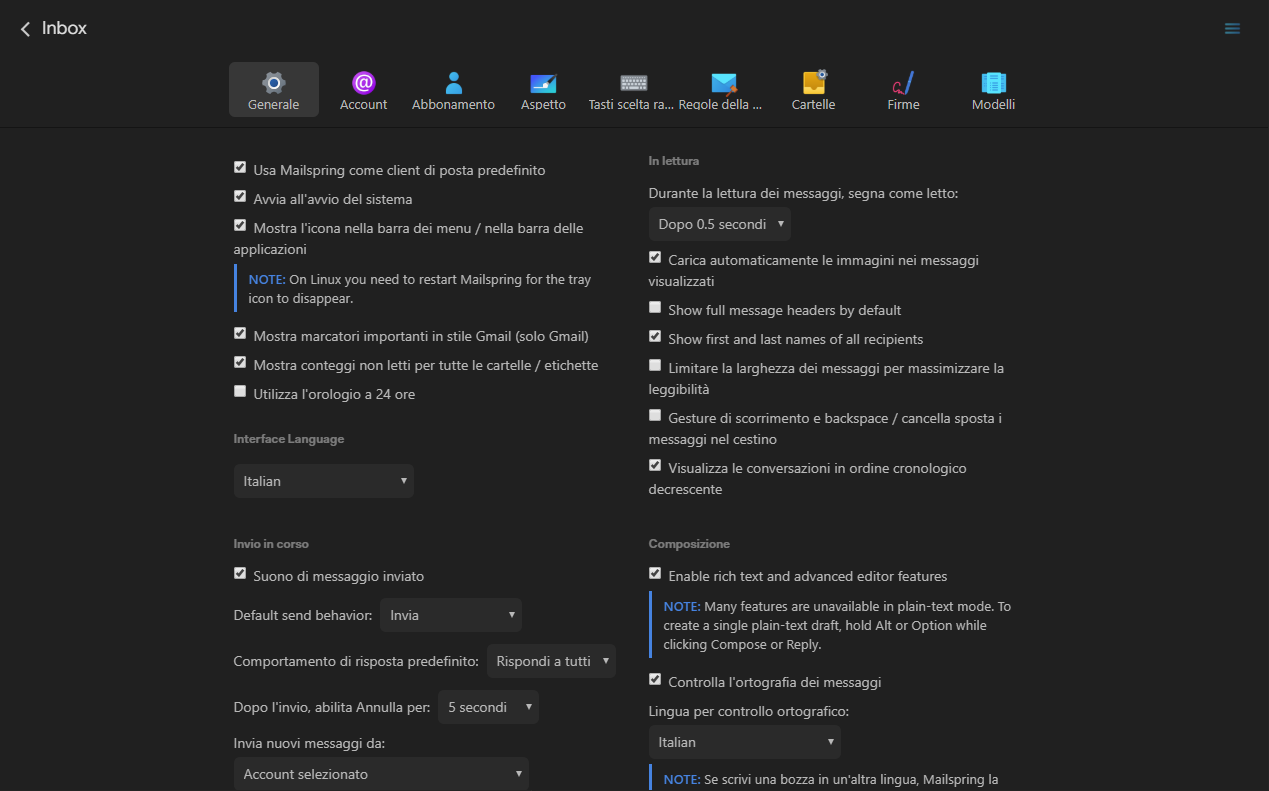 Inbox
Generale
Account
Abbonamento
Aspetto
Tasti scelta ra...
Regole della ...
Cartelle
Firme
Modelli
Usa Mailspring come client di posta predefinito
Avvia all'avvio del sistema
Mostra l'icona nella barra dei menu / nella barra delle
applicazioni
NOTE: On Linux you need to restart Mailspring for the tray
icon to disappear.
Mostra marcatori importanti in stile Gmail (solo Gmail)
Mostra conteggi non letti per tutte le cartelle / etichette
Utilizza l'orologio a 24 ore
Interface Language
Italian
Invio in corso
Suono di messaggio inviato
Default send behavior: Invia
Comportamento di risposta predefinito: Rispondi a tutti
Dopo l'invio, abilita Annulla per: 5 secondi
Invia nuovi messaggi da:
Account selezionato
In lettura
Durante la lettura dei messaggi, segna come letto:
Dopo 0.5 secondi
Carica automaticamente le immagini nei messaggi
visualizzati
Show full message headers by default
Show first and last names of all recipients
Limitare la larghezza dei messaggi per massimizzare la
leggibilità
Gesture di scorrimento e backspace / cancella sposta i
messaggi nel cestino
Visualizza le conversazioni in ordine cronologico
decrescente
Composizione
Enable rich text and advanced editor features
NOTE: Many features are unavailable in plain-text mode. To
create a single plain-text draft, hold Alt or Option while
clicking Compose or Reply.
Controlla l'ortografia dei messaggi
Lingua per controllo ortografico:
Italian
NOTE: Se scrivi una bozza in un'altra lingua, Mailspring la